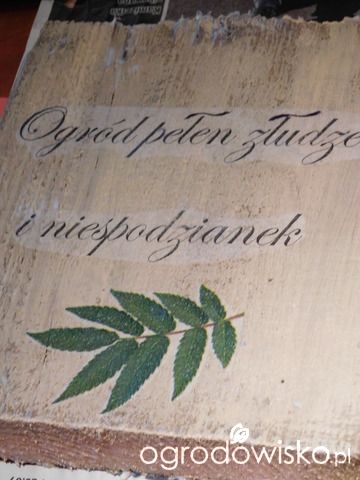 Ogród pełen złudze
i niespodzianek
ogrodowisko.pl